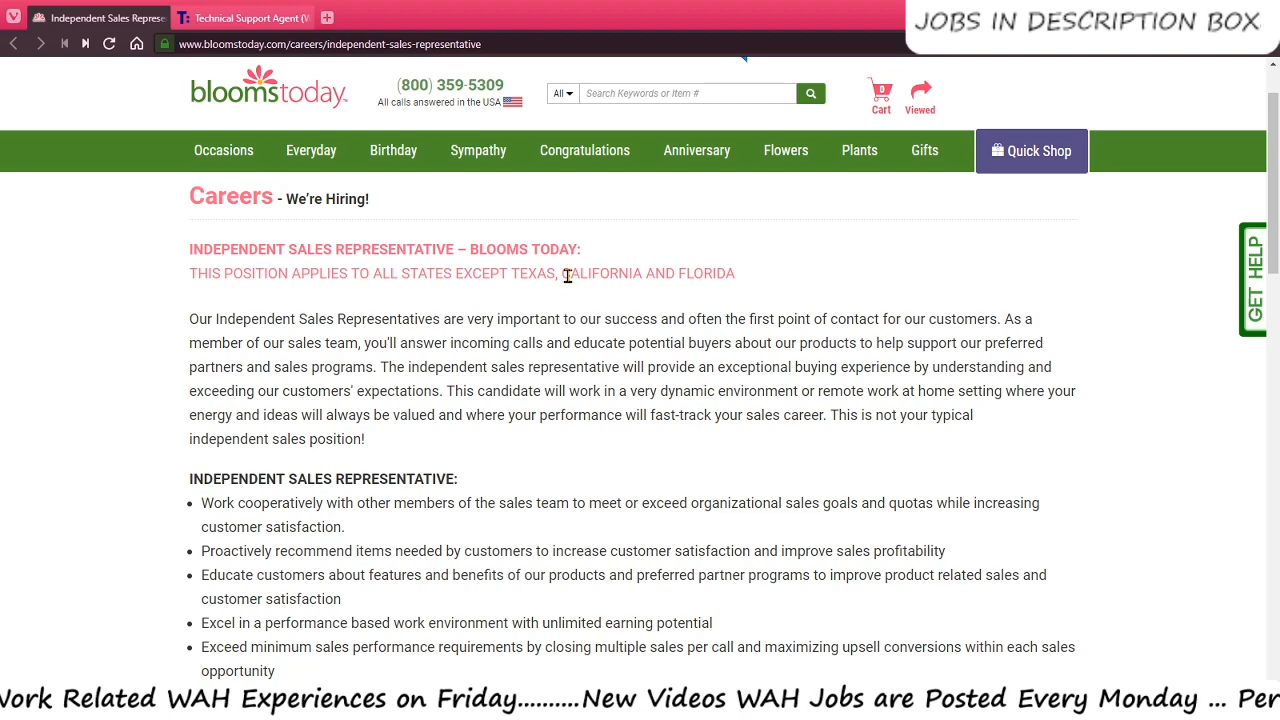 Independent Sales Represe
Technical Support Agent (W
JOBS IN DESCRIPTION BOX
www.bloomstoday.com/careers/independent-sales-representative
bloomstoday
(800) 359-5309
All calls answered in the USA
All
Search Keywords or Item #
0
Cart
Viewed
Occasions
Everyday
Birthday
Sympathy
Congratulations
Anniversary
Flowers
Plants
Gifts
Quick Shop
Careers - We're Hiring!
INDEPENDENT SALES REPRESENTATIVE – BLOOMS TODAY:
THIS POSITION APPLIES TO ALL STATES EXCEPT TEXAS, CALIFORNIA AND FLORIDA
GET HELP
Our Independent Sales Representatives are very important to our success and often the first point of contact for our customers. As a
member of our sales team, you'll answer incoming calls and educate potential buyers about our products to help support our preferred
partners and sales programs. The independent sales representative will provide an exceptional buying experience by understanding and
exceeding our customers' expectations. This candidate will work in a very dynamic environment or remote work at home setting where your
energy and ideas will always be valued and where your performance will fast-track your sales career. This is not your typical
independent sales position!
INDEPENDENT SALES REPRESENTATIVE:
Work cooperatively with other members of the sales team to meet or exceed organizational sales goals and quotas while increasing
customer satisfaction.
Proactively recommend items needed by customers to increase customer satisfaction and improve sales profitability
Educate customers about features and benefits of our products and preferred partner programs to improve product related sales and
customer satisfaction
Excel in a performance based work environment with unlimited earning potential
Exceed minimum sales performance requirements by closing multiple sales per call and maximizing upsell conversions within each sales
opportunity
Work Related WAH Experiences on Friday..........New Videos WAH Jobs are Posted Every Monday ... Per